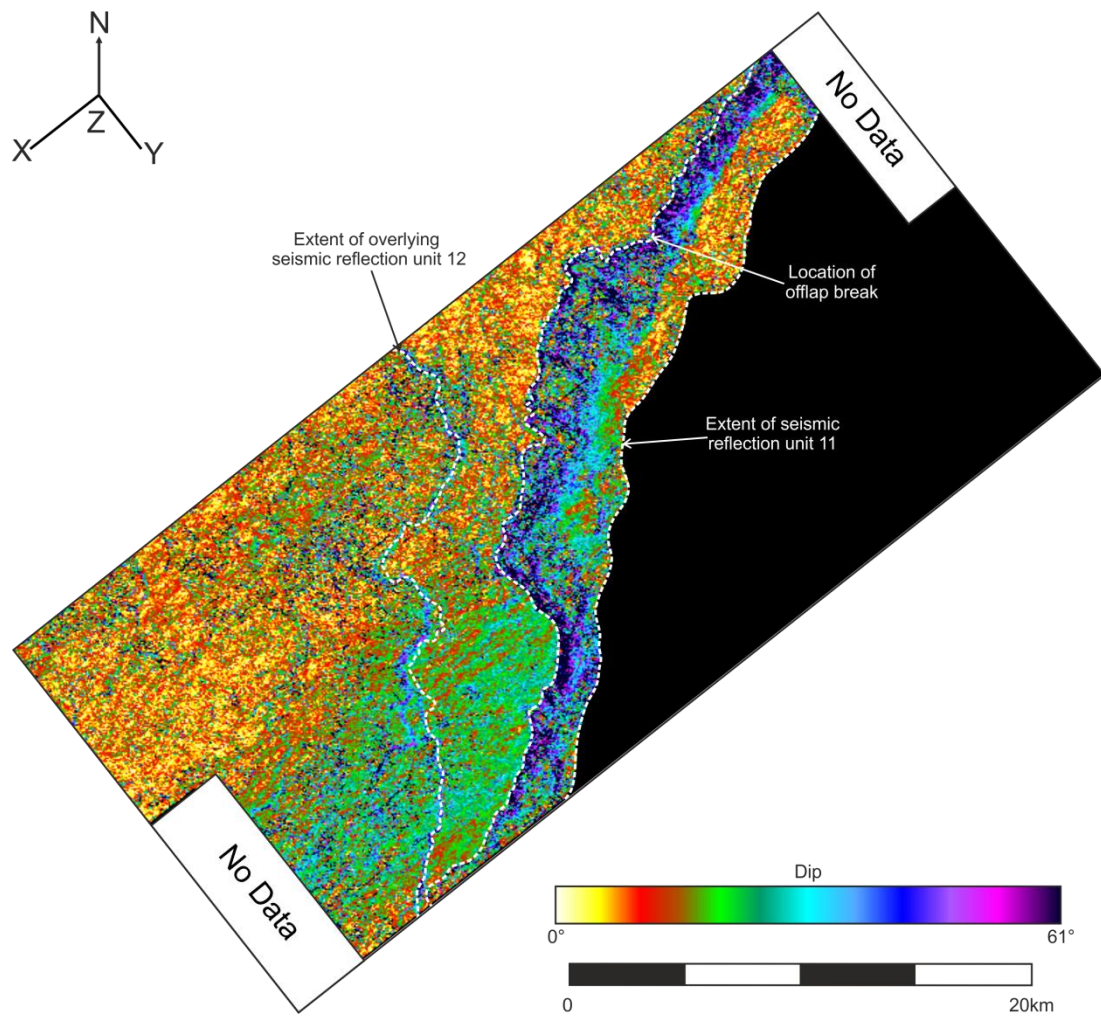 N
X
Z
Y
No Data
Extent of overlying
seismic reflection unit 12
Location of
offlap break
Extent of seismic
reflection unit 11
No Data
Dip
0°
61°
0
20km